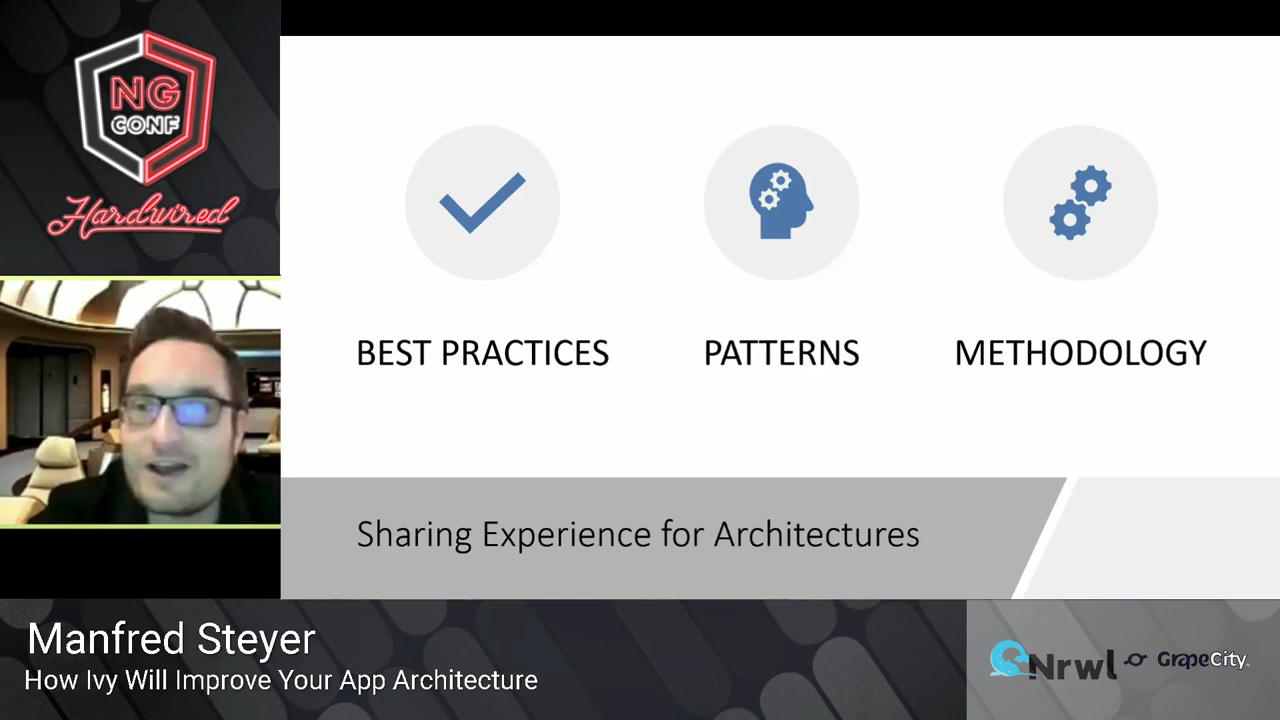 NG
CONF
Hardwired
BEST PRACTICES
PATTERNS
METHODOLOGY
Sharing Experience for Architectures
Manfred Steyer
How Ivy Will Improve Your App Architecture
Nrwl
GrapeCity